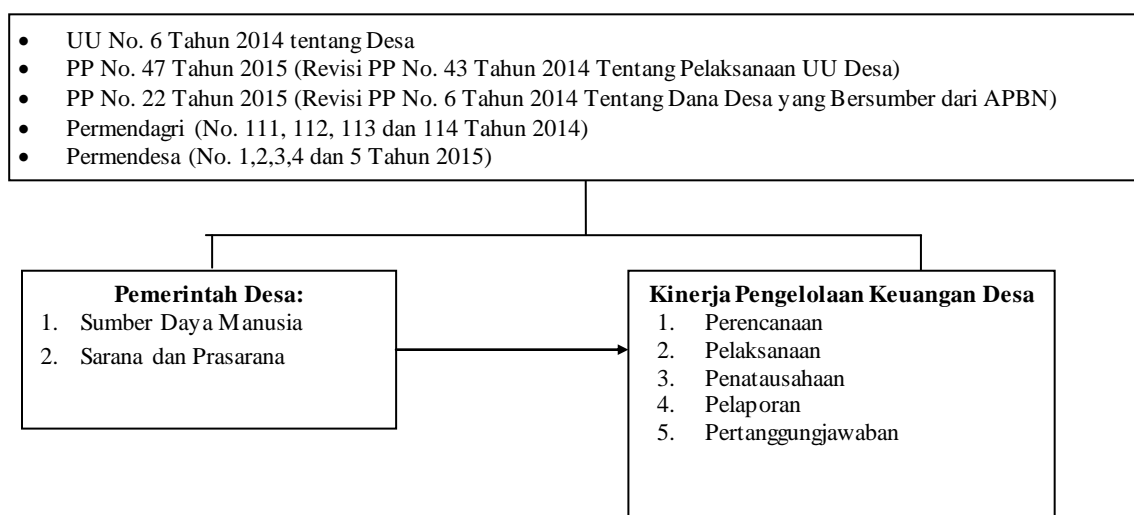 • UU No. 6 Tahun 2014 tentang Desa
• PP No. 47 Tahun 2015 (Revisi PP No. 43 Tahun 2014 Tentang Pelaksanaan UU Desa)
• PP No. 22 Tahun 2015 (Revisi PP No. 6 Tahun 2014 Tentang Dana Desa yang Bersumber dari APBN)
• Permendagri (No. 111, 112, 113 dan 114 Tahun 2014)
• Permendesa (No. 1,2,3,4 dan 5 Tahun 2015)
Pemerintah Desa:
1. Sumber Daya Manusia
2. Sarana dan Prasarana
Kinerja Pengelolaan Keuangan Desa
1. Perencanaan
2. Pelaksanaan
3. Penatausahaan
4. Pelaporan
5. Pertanggungjawaban